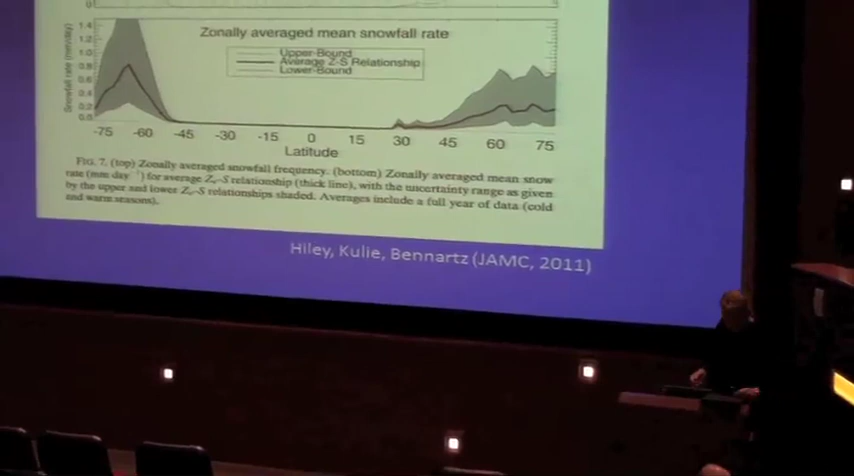 0
Zonally averaged mean snowfall rate
Upper-Bound
Average Z-S Relationship
Lower-Bound
1.4
1.2
1.0
0.8
0.6
0.4
0.2
0.0
Snowfall rate (mm/day)
-75 -60 -45 -30 -15 0 15 30 45 60 75
Latitude
FIG. 7. (top) Zonally averaged snowfall frequency. (bottom) Zonally averaged mean snow
rate (mm day⁻¹) for average Zₑ–S relationship (thick line), with the uncertainty range as given
by the upper and lower Zₑ–S relationships shaded. Averages include a full year of data (cold
and warm seasons).
Hiley, Kulie, Bennartz (JAMC, 2011)